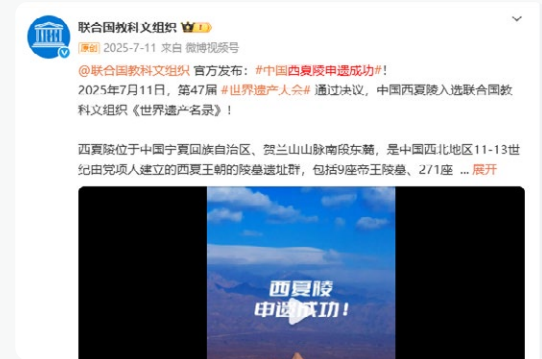 联合国教科文组织
原创 2025-7-11 来自 微博视频号
@联合国教科文组织 官方发布：#中国西夏陵申遗成功#！
2025年7月11日，第47届 #世界遗产大会# 通过决议，中国西夏陵入选联合国教
科文组织《世界遗产名录》！
西夏陵位于中国宁夏回族自治区、贺兰山山脉南段东麓，是中国西北地区11-13世
纪由党项人建立的西夏王朝的陵墓遗址群，包括9座帝王陵墓、271座 ... 展开
西夏陵
申遗成功！